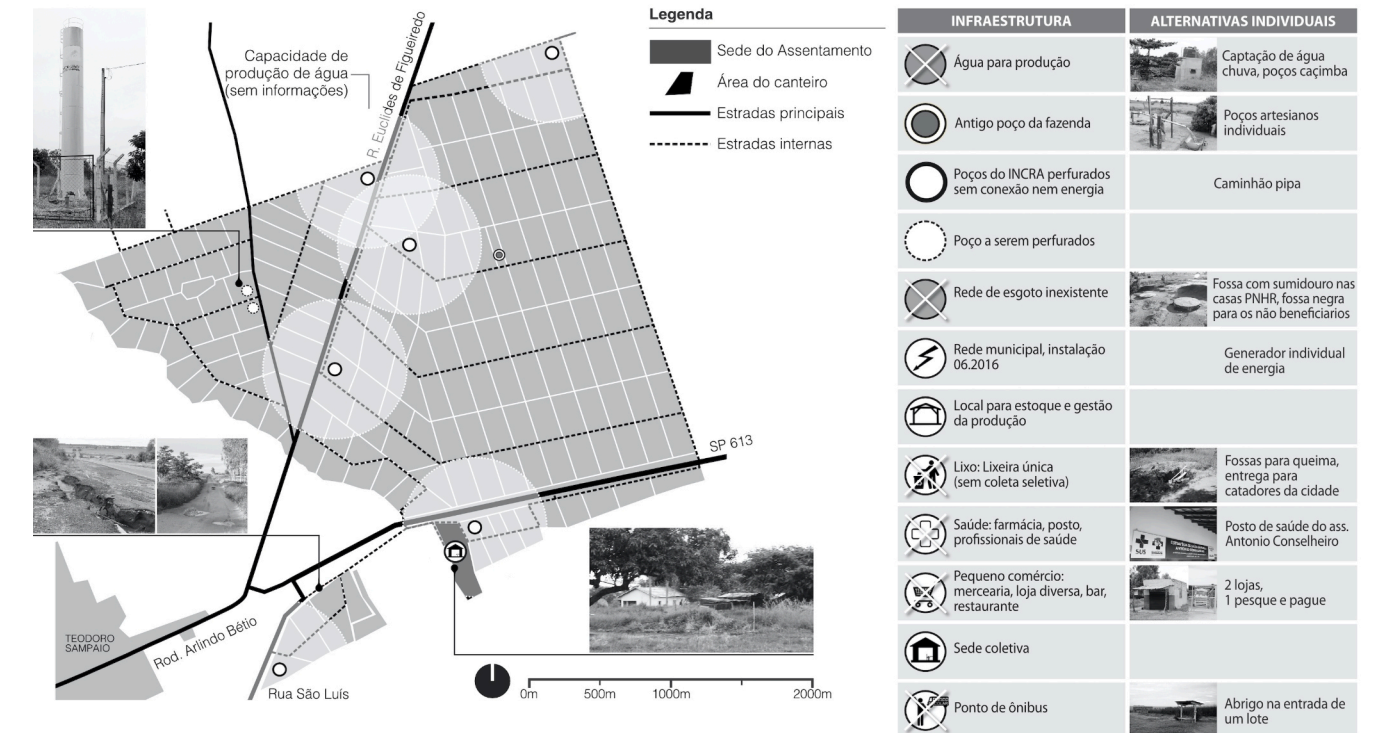 Capacidade de
produção de água
(sem informações)
R. Euclides de Figueiredo
SP 613
TEODORO
SAMPAIO
Rod. Arlindo Bétio
Rua São Luís
0m
500m
1000m
2000m
Legenda
Sede do Assentamento
Área do canteiro
Estradas principais
Estradas internas
INFRAESTRUTURA
ALTERNATIVAS INDIVIDUAIS
Água para produção
Captação de água
chuva, poços caçimba
Antigo poço da fazenda
Poços artesianos
individuais
Poços do INCRA perfurados
sem conexão nem energia
Caminhão pipa
Poço a serem perfurados
Rede de esgoto inexistente
Fossa com sumidouro nas
casas PNHR, fossa negra
para os não beneficiarios
Rede municipal, instalação
06.2016
Generador individual
de energia
Local para estoque e gestão
da produção
Lixo: Lixeira única
(sem coleta seletiva)
Fossas para queima,
entrega para
catadores da cidade
Saúde: farmácia, posto,
profissionais de saúde
SUS
Posto de saúde do ass.
Antonio Conselheiro
Pequeno comércio:
mercearia, loja diversa, bar,
restaurante
2 lojas,
1 pesque e pague
Sede coletiva
Ponto de ônibus
Abrigo na entrada de
um lote